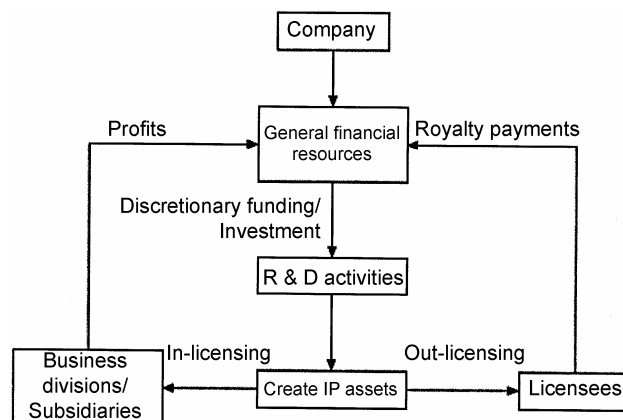 Company
Profits
General financial
resources
Royalty payments
Discretionary funding/
Investment
R & D activities
In-licensing
Out-licensing
Business
divisions/
Subsidiaries
Create IP assets
Licensees